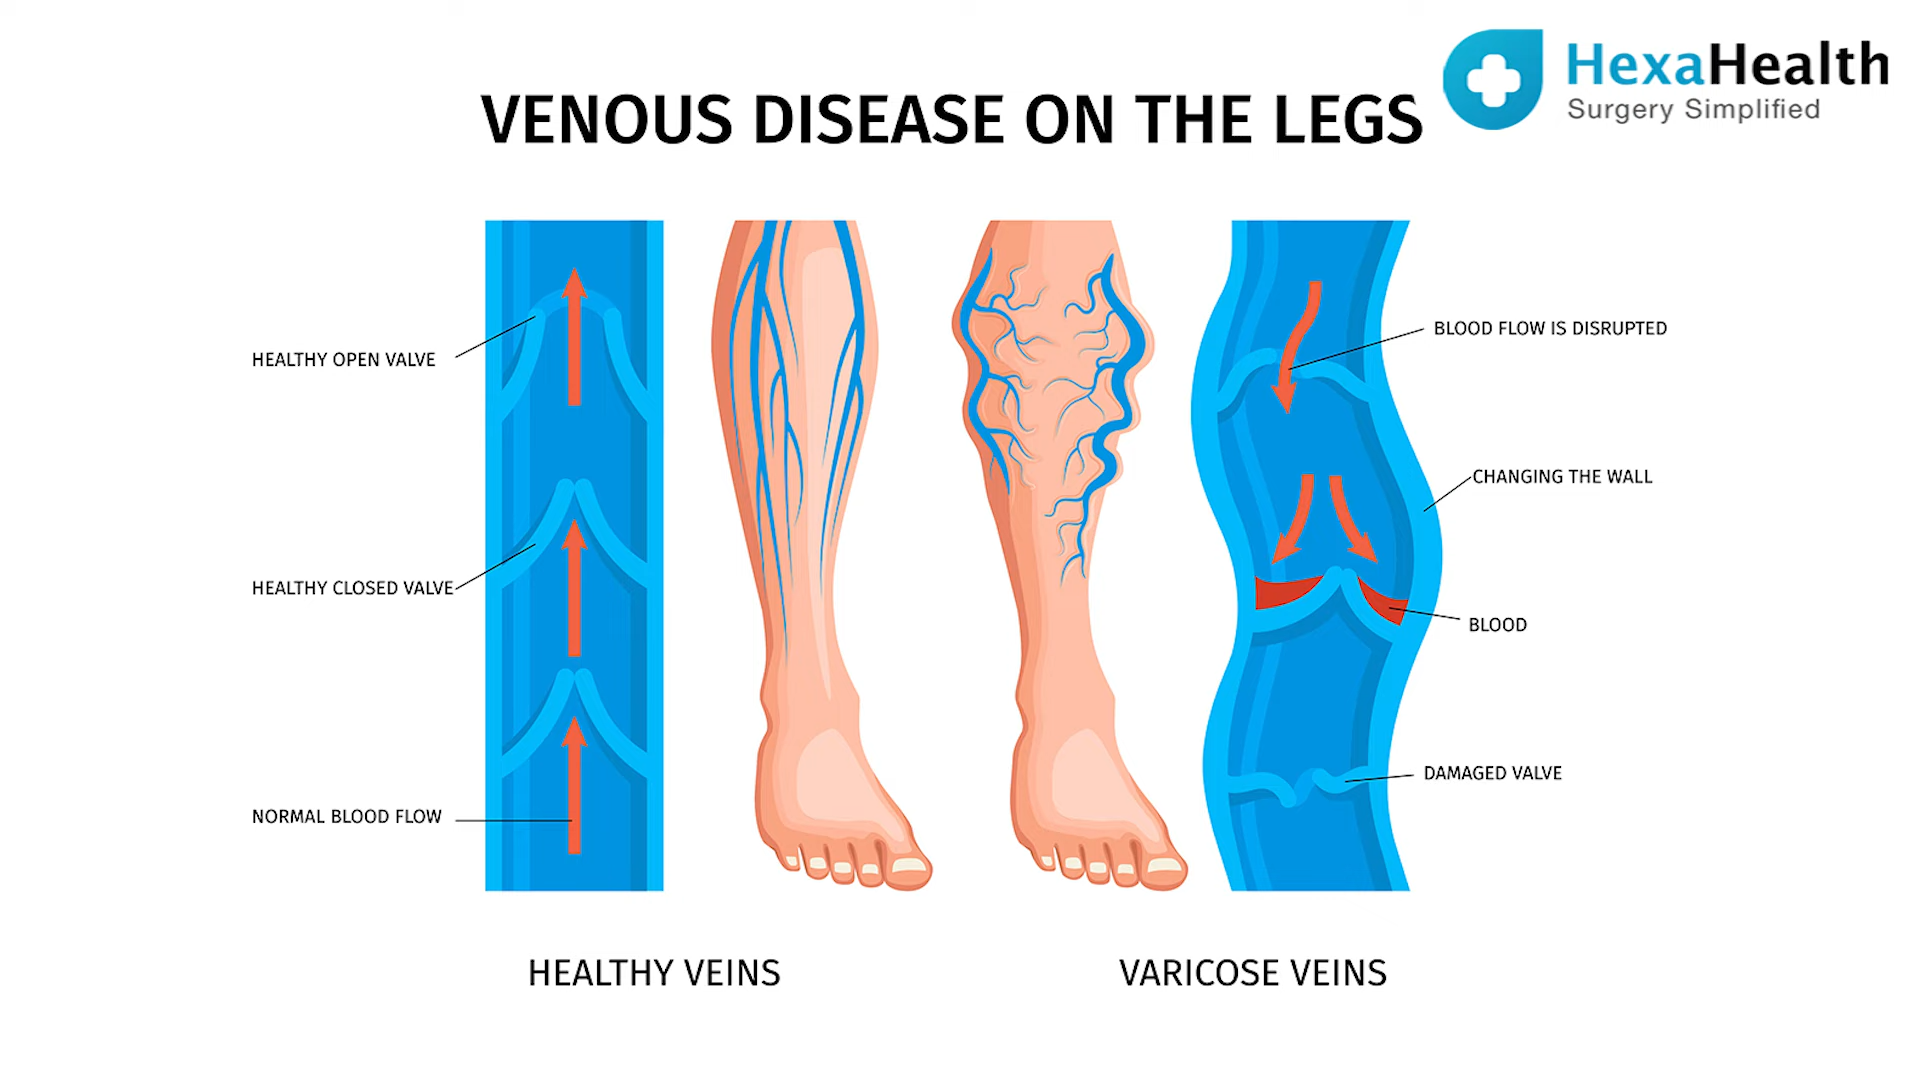 HexaHealth
Surgery Simplified
VENOUS DISEASE ON THE LEGS
HEALTHY OPEN VALVE
HEALTHY CLOSED VALVE
NORMAL BLOOD FLOW
BLOOD FLOW IS DISRUPTED
CHANGING THE WALL
BLOOD
DAMAGED VALVE
HEALTHY VEINS
VARICOSE VEINS